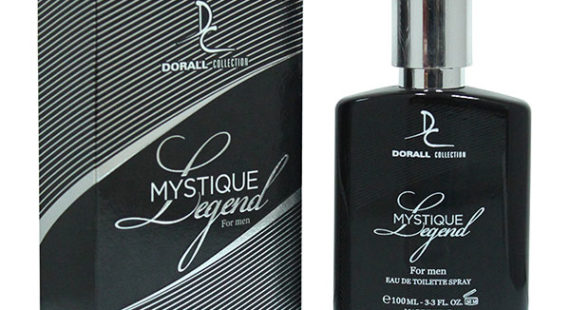 DC
DORALL COLLECTION
MYSTIQUE
Legend
For men
DC
DORALL COLLECTION
MYSTIQUE
Legend
For men
EAU DE TOILETTE SPRAY
℮100ML - 3·3 FL. OZ.